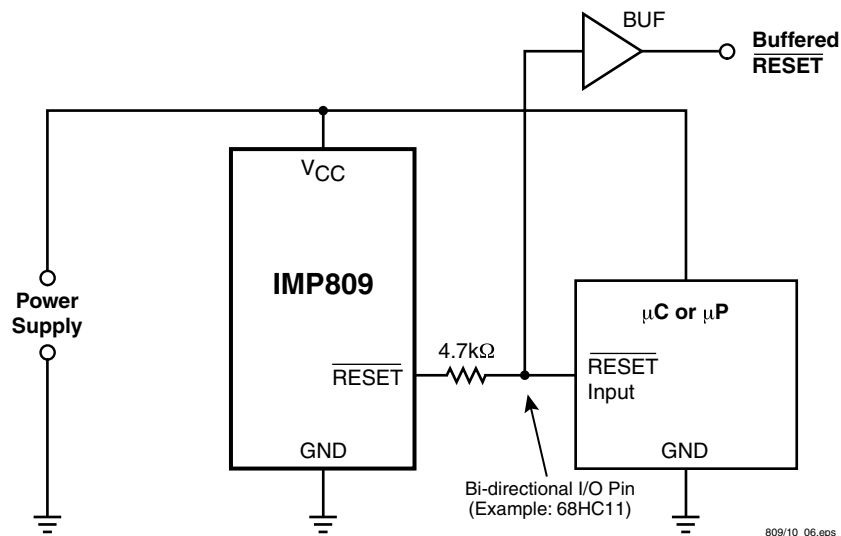 BUF
Buffered
RESET
VCC
IMP809
Power
Supply
μC or μP
4.7kΩ
RESET
RESET
Input
GND
GND
Bi-directional I/O Pin
(Example: 68HC11)
809/10_06.eps